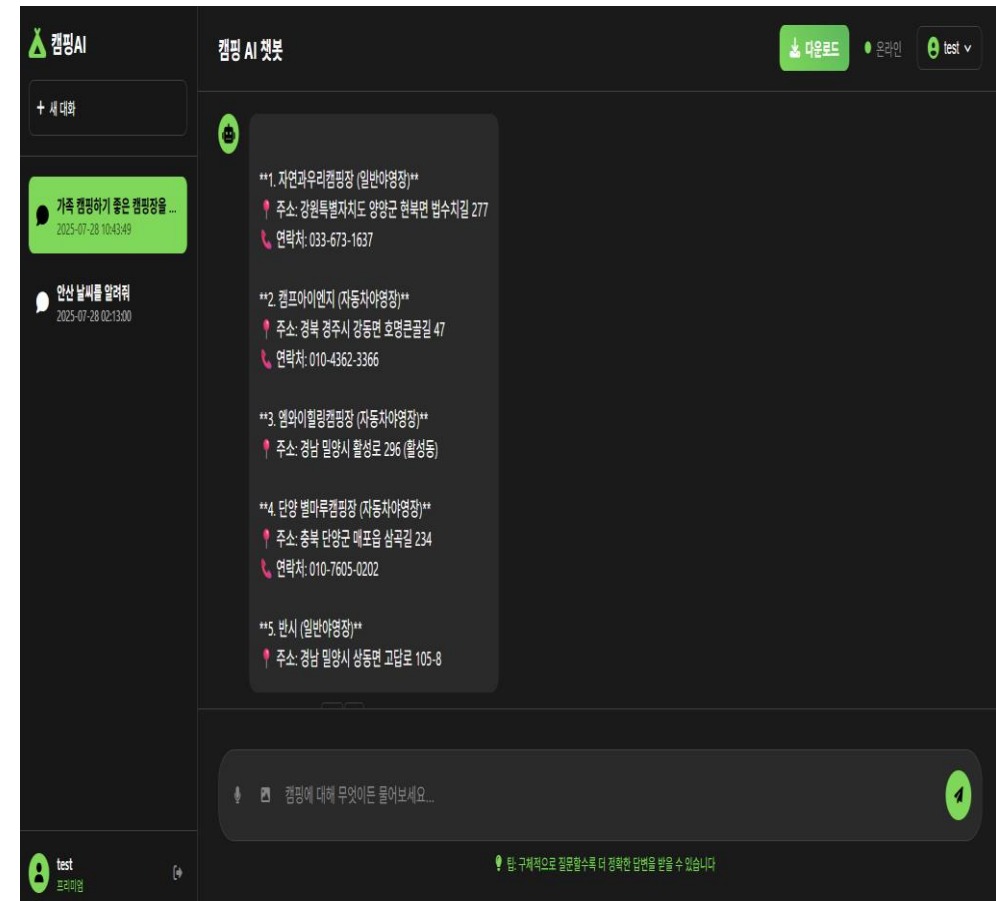 캠핑AI
+ 새 대화
가족 캠핑하기 좋은 캠핑장을 ...
2025-07-28 10:43:49
안산 날씨를 알려줘
2025-07-28 02:13:00
test
프리미엄
캠핑 AI 챗봇
다운로드
온라인
test
**1. 자연과우리캠핑장 (일반야영장)**
주소: 강원특별자치도 양양군 현북면 법수치길 277
연락처: 033-673-1637
**2. 캠프아이엔지 (자동차야영장)**
주소: 경북 경주시 강동면 호명큰골길 47
연락처: 010-4362-3366
**3. 엠와이힐링캠핑장 (자동차야영장)**
주소: 경남 밀양시 활성로 296 (활성동)
**4. 단양 별마루캠핑장 (자동차야영장)**
주소: 충북 단양군 매포읍 삼곡길 234
연락처: 010-7605-0202
**5. 반시 (일반야영장)**
주소: 경남 밀양시 상동면 고답로 105-8
캠핑에 대해 무엇이든 물어보세요...
팁: 구체적으로 질문할수록 더 정확한 답변을 받을 수 있습니다